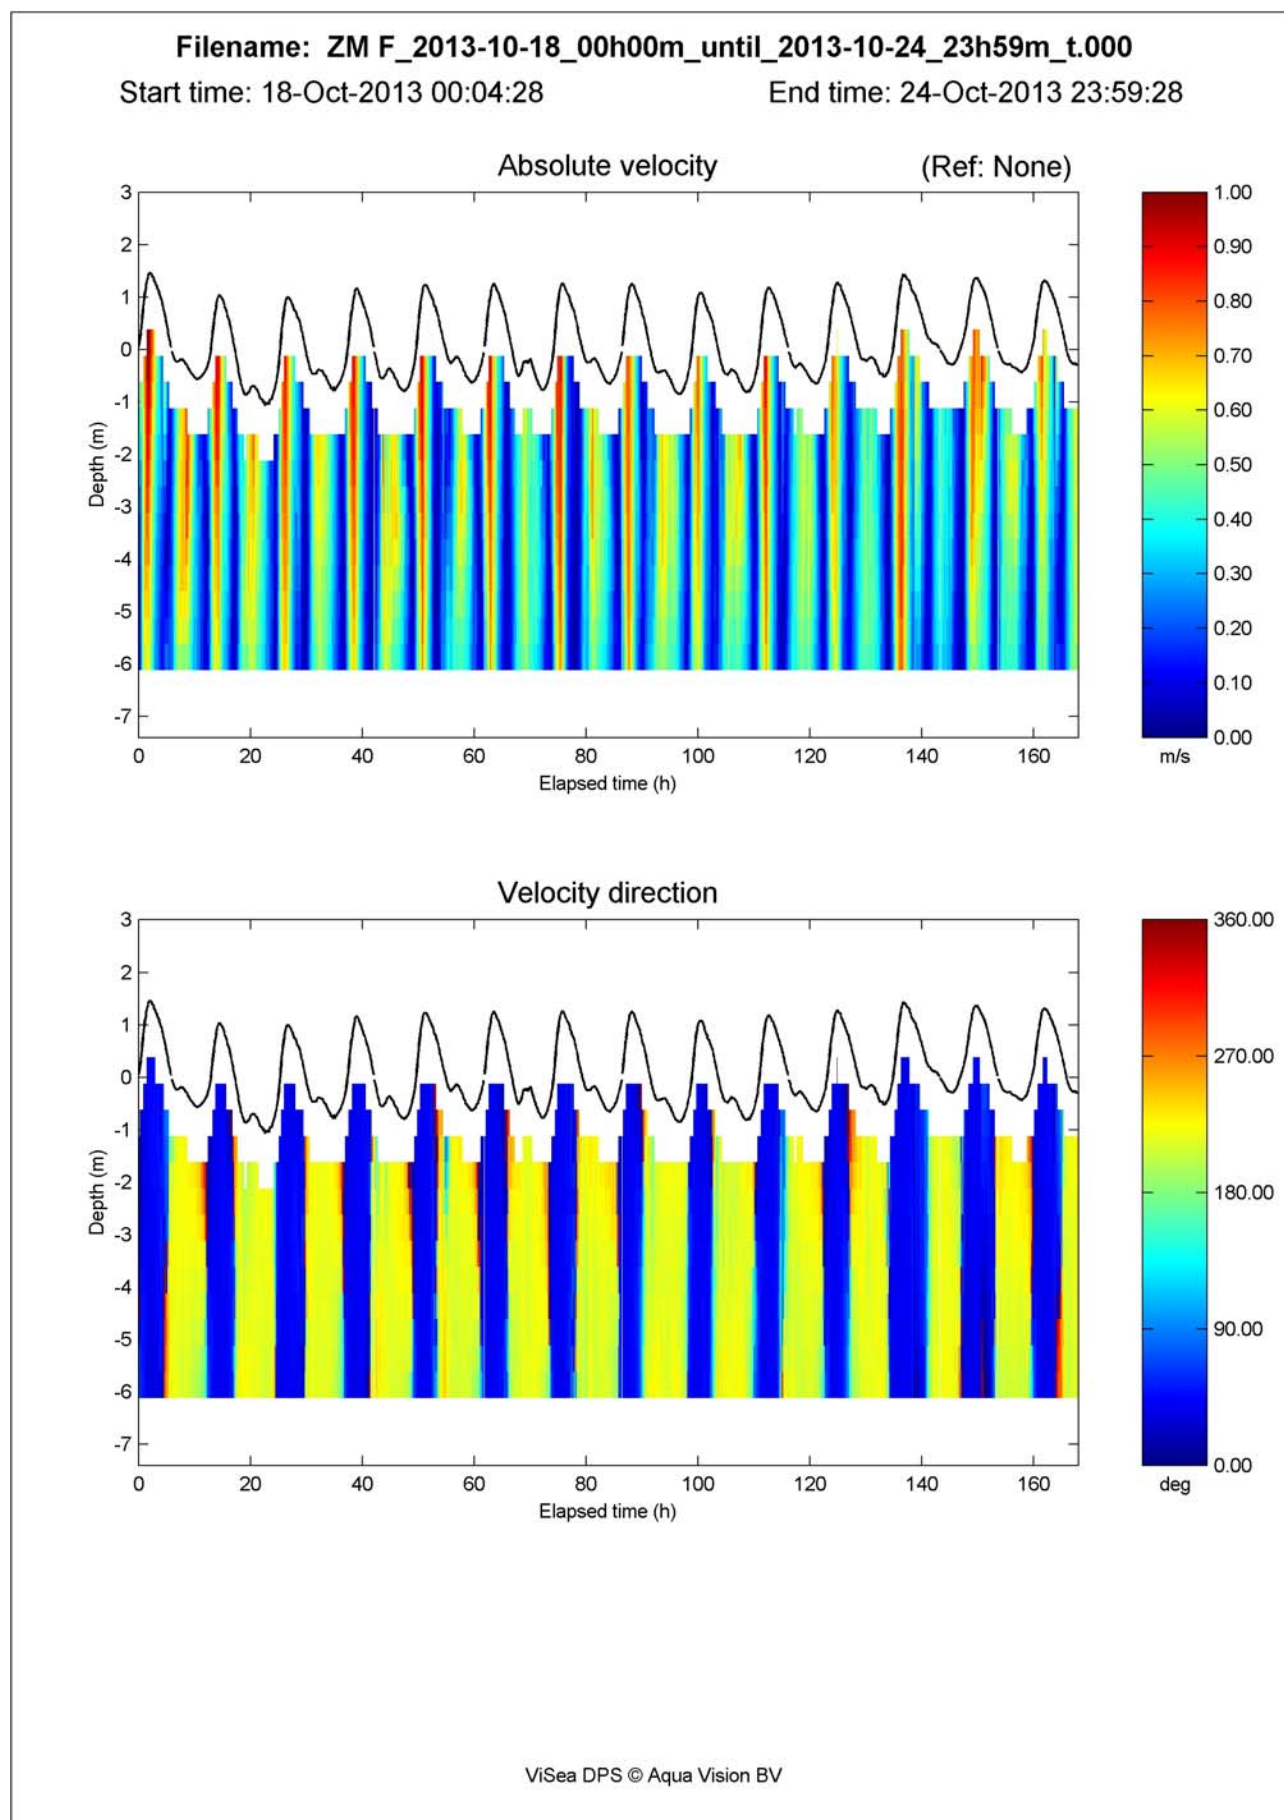 Filename: ZM F_2013-10-18_00h00m_until_2013-10-24_23h59m_t.000
Start time: 18-Oct-2013 00:04:28 End time: 24-Oct-2013 23:59:28
Absolute velocity (Ref: None)
3
2
1
0
-1
-2
-3
-4
-5
-6
-7
Depth (m)
0 20 40 60 80 100 120 140 160
Elapsed time (h)
1.00
0.90
0.80
0.70
0.60
0.50
0.40
0.30
0.20
0.10
0.00
m/s
Velocity direction
3
2
1
0
-1
-2
-3
-4
-5
-6
-7
Depth (m)
0 20 40 60 80 100 120 140 160
Elapsed time (h)
360.00
270.00
180.00
90.00
0.00
deg
ViSea DPS © Aqua Vision BV